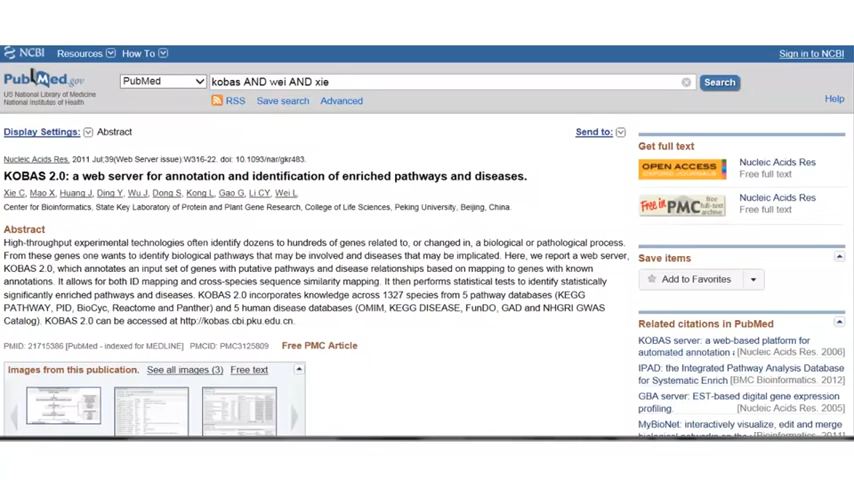 NCBI Resources How To Sign in to NCBI
PubMed.gov
US National Library of Medicine
National Institutes of Health
PubMed kobas AND wei AND xie Search
RSS Save search Advanced Help
Display Settings: Abstract Send to:
Nucleic Acids Res. 2011 Jul;39(Web Server issue):W316-22. doi: 10.1093/nar/gkr483.
KOBAS 2.0: a web server for annotation and identification of enriched pathways and diseases.
Xie C, Mao X, Huang J, Ding Y, Wu J, Dong S, Kong L, Gao G, Li CY, Wei L.
Center for Bioinformatics, State Key Laboratory of Protein and Plant Gene Research, College of Life Sciences, Peking University, Beijing, China.
Abstract
High-throughput experimental technologies often identify dozens to hundreds of genes related to, or changed in, a biological or pathological process.
From these genes one wants to identify biological pathways that may be involved and diseases that may be implicated. Here, we report a web server,
KOBAS 2.0, which annotates an input set of genes with putative pathways and disease relationships based on mapping to genes with known
annotations. It allows for both ID mapping and cross-species sequence similarity mapping. It then performs statistical tests to identify statistically
significantly enriched pathways and diseases. KOBAS 2.0 incorporates knowledge across 1327 species from 5 pathway databases (KEGG
PATHWAY, PID, BioCyc, Reactome and Panther) and 5 human disease databases (OMIM, KEGG DISEASE, FunDO, GAD and NHGRI GWAS
Catalog). KOBAS 2.0 can be accessed at http://kobas.cbi.pku.edu.cn.
PMID: 21715386 [PubMed - indexed for MEDLINE] PMCID: PMC3125809 Free PMC Article
Images from this publication. See all images (3) Free text
Get full text
OPEN ACCESS Nucleic Acids Res
Free full text
Free in PMC free full-text archive Nucleic Acids Res
Free full text
Save items
Add to Favorites
Related citations in PubMed
KOBAS server: a web-based platform for
automated annotation [Nucleic Acids Res. 2006]
IPAD: the Integrated Pathway Analysis Database
for Systematic Enrich [BMC Bioinformatics. 2012]
GBA server: EST-based digital gene expression
profiling. [Nucleic Acids Res. 2005]
MyBioNet: interactively visualize, edit and merge
biological networks on the [Bioinformatics. 2011]